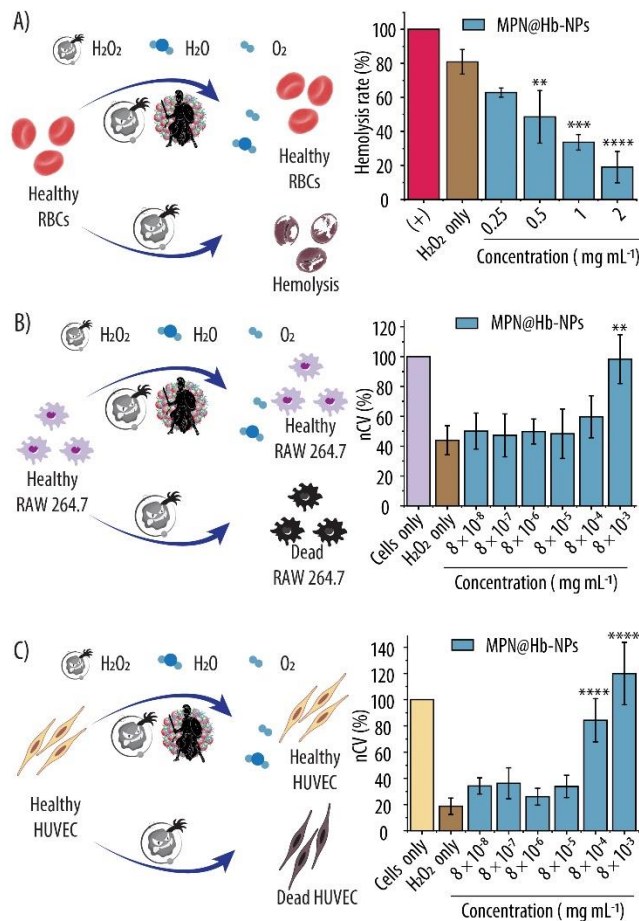 A)
H₂O₂ H₂O O₂
Healthy
RBCs
Healthy
RBCs
Hemolysis
MPN@Hb-NPs
Hemolysis rate (%)
100
80
60
40
20
0
** *** ****
(+) H₂O₂ only 0.25 0.5 1 2
Concentration ( mg mL⁻¹)
B)
H₂O₂ H₂O O₂
Healthy
RAW 264.7
Healthy
RAW 264.7
Dead
RAW 264.7
MPN@Hb-NPs
nCV (%)
120
100
80
60
40
20
0
**
Cells only H₂O₂ only 8 × 10⁻⁸ 8 × 10⁻⁷ 8 × 10⁻⁶ 8 × 10⁻⁵ 8 × 10⁻⁴ 8 × 10⁻³
Concentration ( mg mL⁻¹)
C)
H₂O₂ H₂O O₂
Healthy
HUVEC
Healthy
HUVEC
Dead HUVEC
MPN@Hb-NPs
nCV (%)
140
120
100
80
60
40
20
0
**** ****
Cells only H₂O₂ only 8 × 10⁻⁸ 8 × 10⁻⁷ 8 × 10⁻⁶ 8 × 10⁻⁵ 8 × 10⁻⁴ 8 × 10⁻³
Concentration ( mg mL⁻¹)